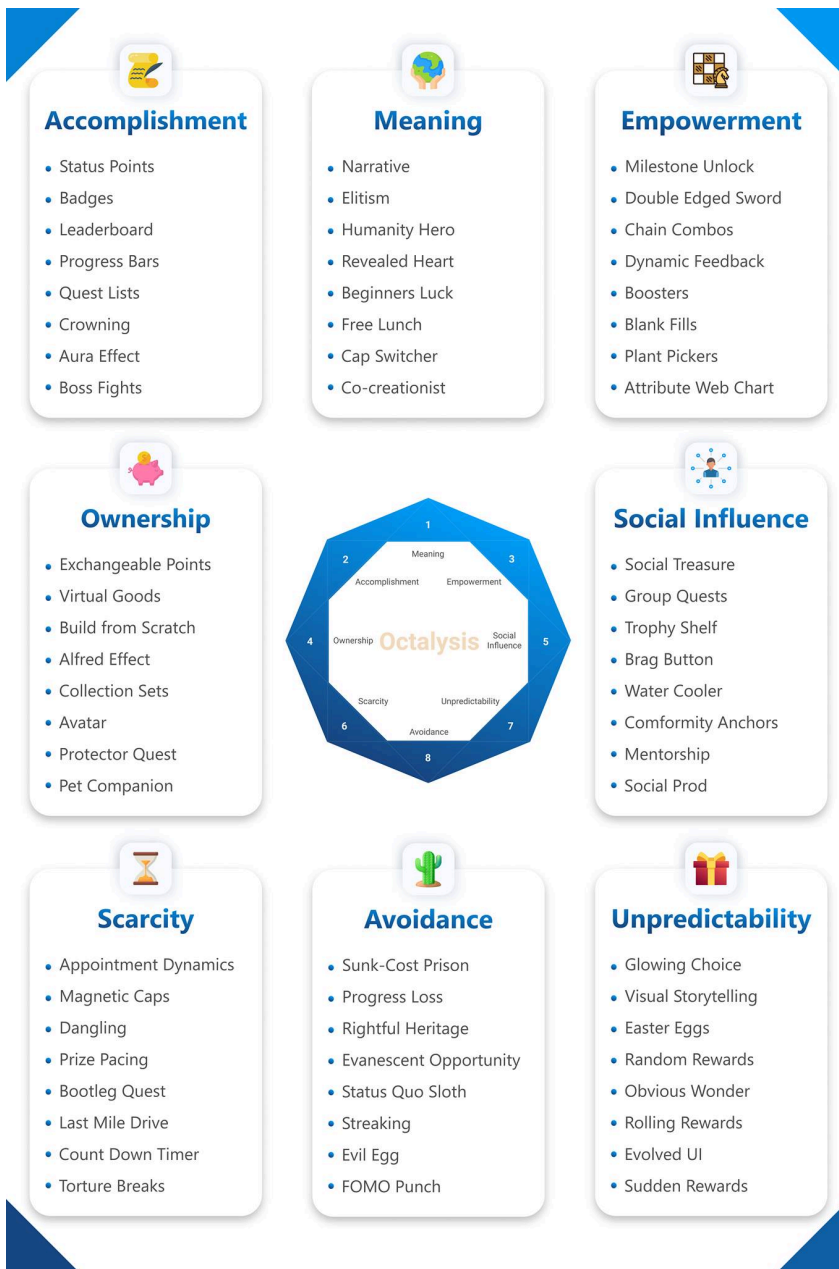 Accomplishment
Status Points
Badges
Leaderboard
Progress Bars
Quest Lists
Crowning
Aura Effect
Boss Fights
Meaning
Narrative
Elitism
Humanity Hero
Revealed Heart
Beginners Luck
Free Lunch
Cap Switcher
Co-creationist
Empowerment
Milestone Unlock
Double Edged Sword
Chain Combos
Dynamic Feedback
Boosters
Blank Fills
Plant Pickers
Attribute Web Chart
Ownership
Exchangeable Points
Virtual Goods
Build from Scratch
Alfred Effect
Collection Sets
Avatar
Protector Quest
Pet Companion
1
Meaning
2
Accomplishment
3
Empowerment
4
Ownership
Octalysis
Social
Influence
5
Scarcity
6
Unpredictability
7
Avoidance
8
Social Influence
Social Treasure
Group Quests
Trophy Shelf
Brag Button
Water Cooler
Comformity Anchors
Mentorship
Social Prod
Scarcity
Appointment Dynamics
Magnetic Caps
Dangling
Prize Pacing
Bootleg Quest
Last Mile Drive
Count Down Timer
Torture Breaks
Avoidance
Sunk-Cost Prison
Progress Loss
Rightful Heritage
Evanescent Opportunity
Status Quo Sloth
Streaking
Evil Egg
FOMO Punch
Unpredictability
Glowing Choice
Visual Storytelling
Easter Eggs
Random Rewards
Obvious Wonder
Rolling Rewards
Evolved UI
Sudden Rewards